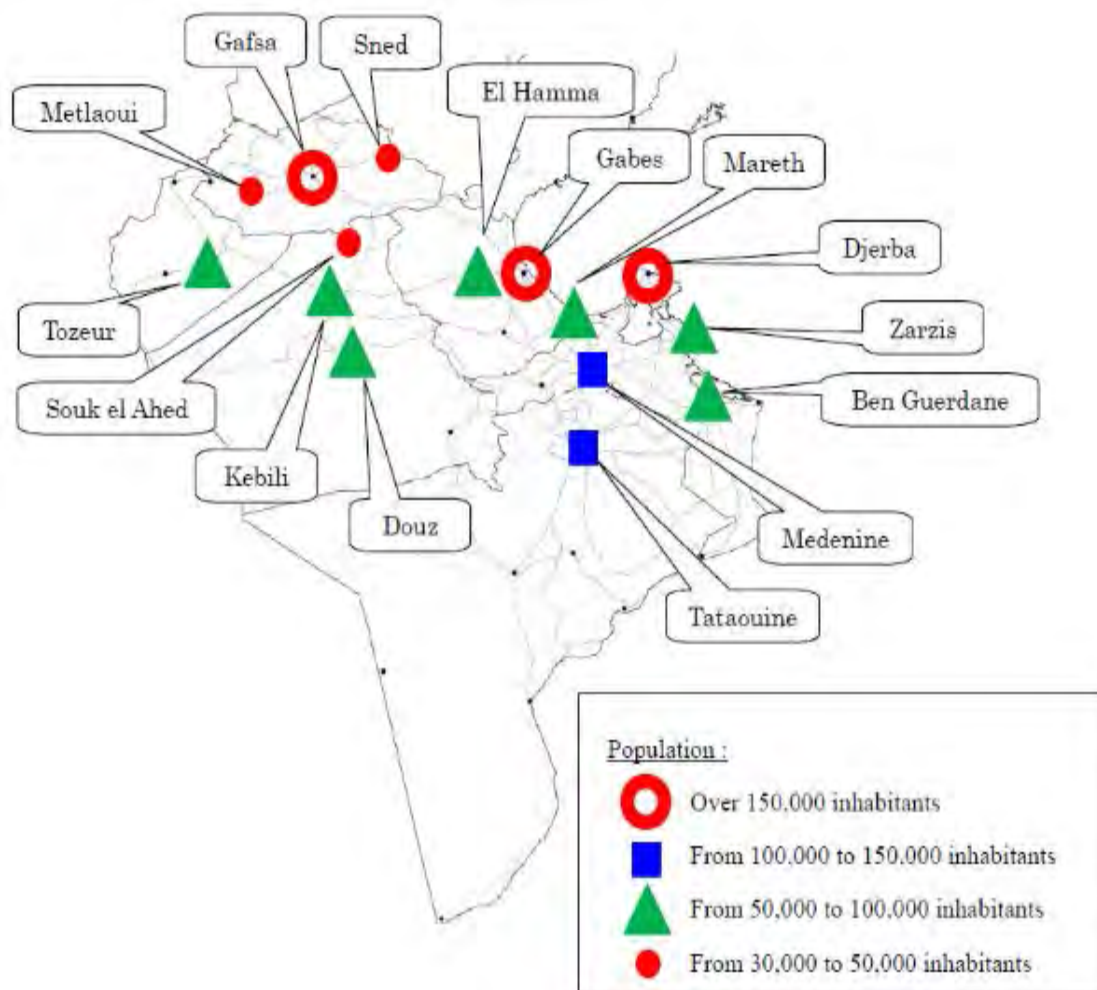 Gafsa
Sned
Metlaoui
El Hamma
Gabes
Mareth
Djerba
Tozeur
Zarzis
Souk el Ahed
Ben Guerdane
Kebili
Douz
Medenine
Tataouine
Population :
Over 150,000 inhabitants
From 100,000 to 150,000 inhabitants
From 50,000 to 100,000 inhabitants
From 30,000 to 50,000 inhabitants